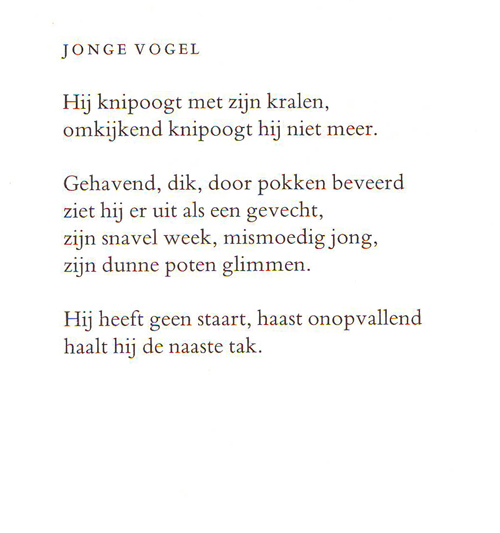 JONGE VOGEL
Hij knipoogt met zijn kralen,
omkijkend knipoogt hij niet meer.
Gehavend, dik, door pokken beveerd
ziet hij er uit als een gevecht,
zijn snavel week, mismoedig jong,
zijn dunne poten glimmen.
Hij heeft geen staart, haast onopvallend
haalt hij de naaste tak.